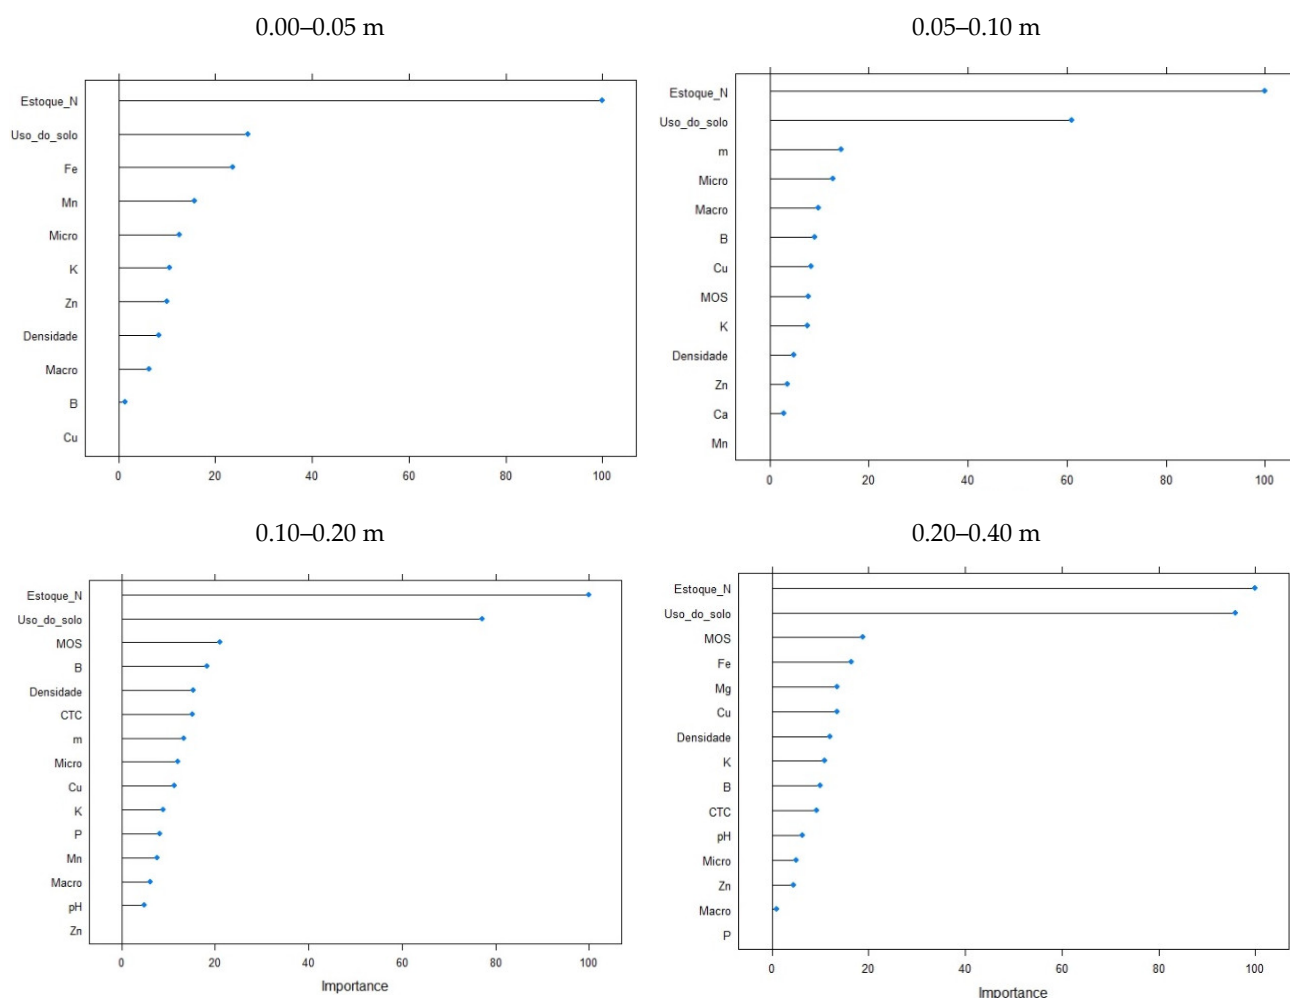 0.00–0.05 m
Estoque_N
Uso_do_solo
Fe
Mn
Micro
K
Zn
Densidade
Macro
B
Cu
0 20 40 60 80 100
0.05–0.10 m
Estoque_N
Uso_do_solo
m
Micro
Macro
B
Cu
MOS
K
Densidade
Zn
Ca
Mn
0 20 40 60 80 100
0.10–0.20 m
Estoque_N
Uso_do_solo
MOS
B
Densidade
CTC
m
Micro
Cu
K
P
Mn
Macro
pH
Zn
0 20 40 60 80 100
Importance
0.20–0.40 m
Estoque_N
Uso_do_solo
MOS
Fe
Mg
Cu
Densidade
K
B
CTC
pH
Micro
Zn
Macro
P
0 20 40 60 80 100
Importance